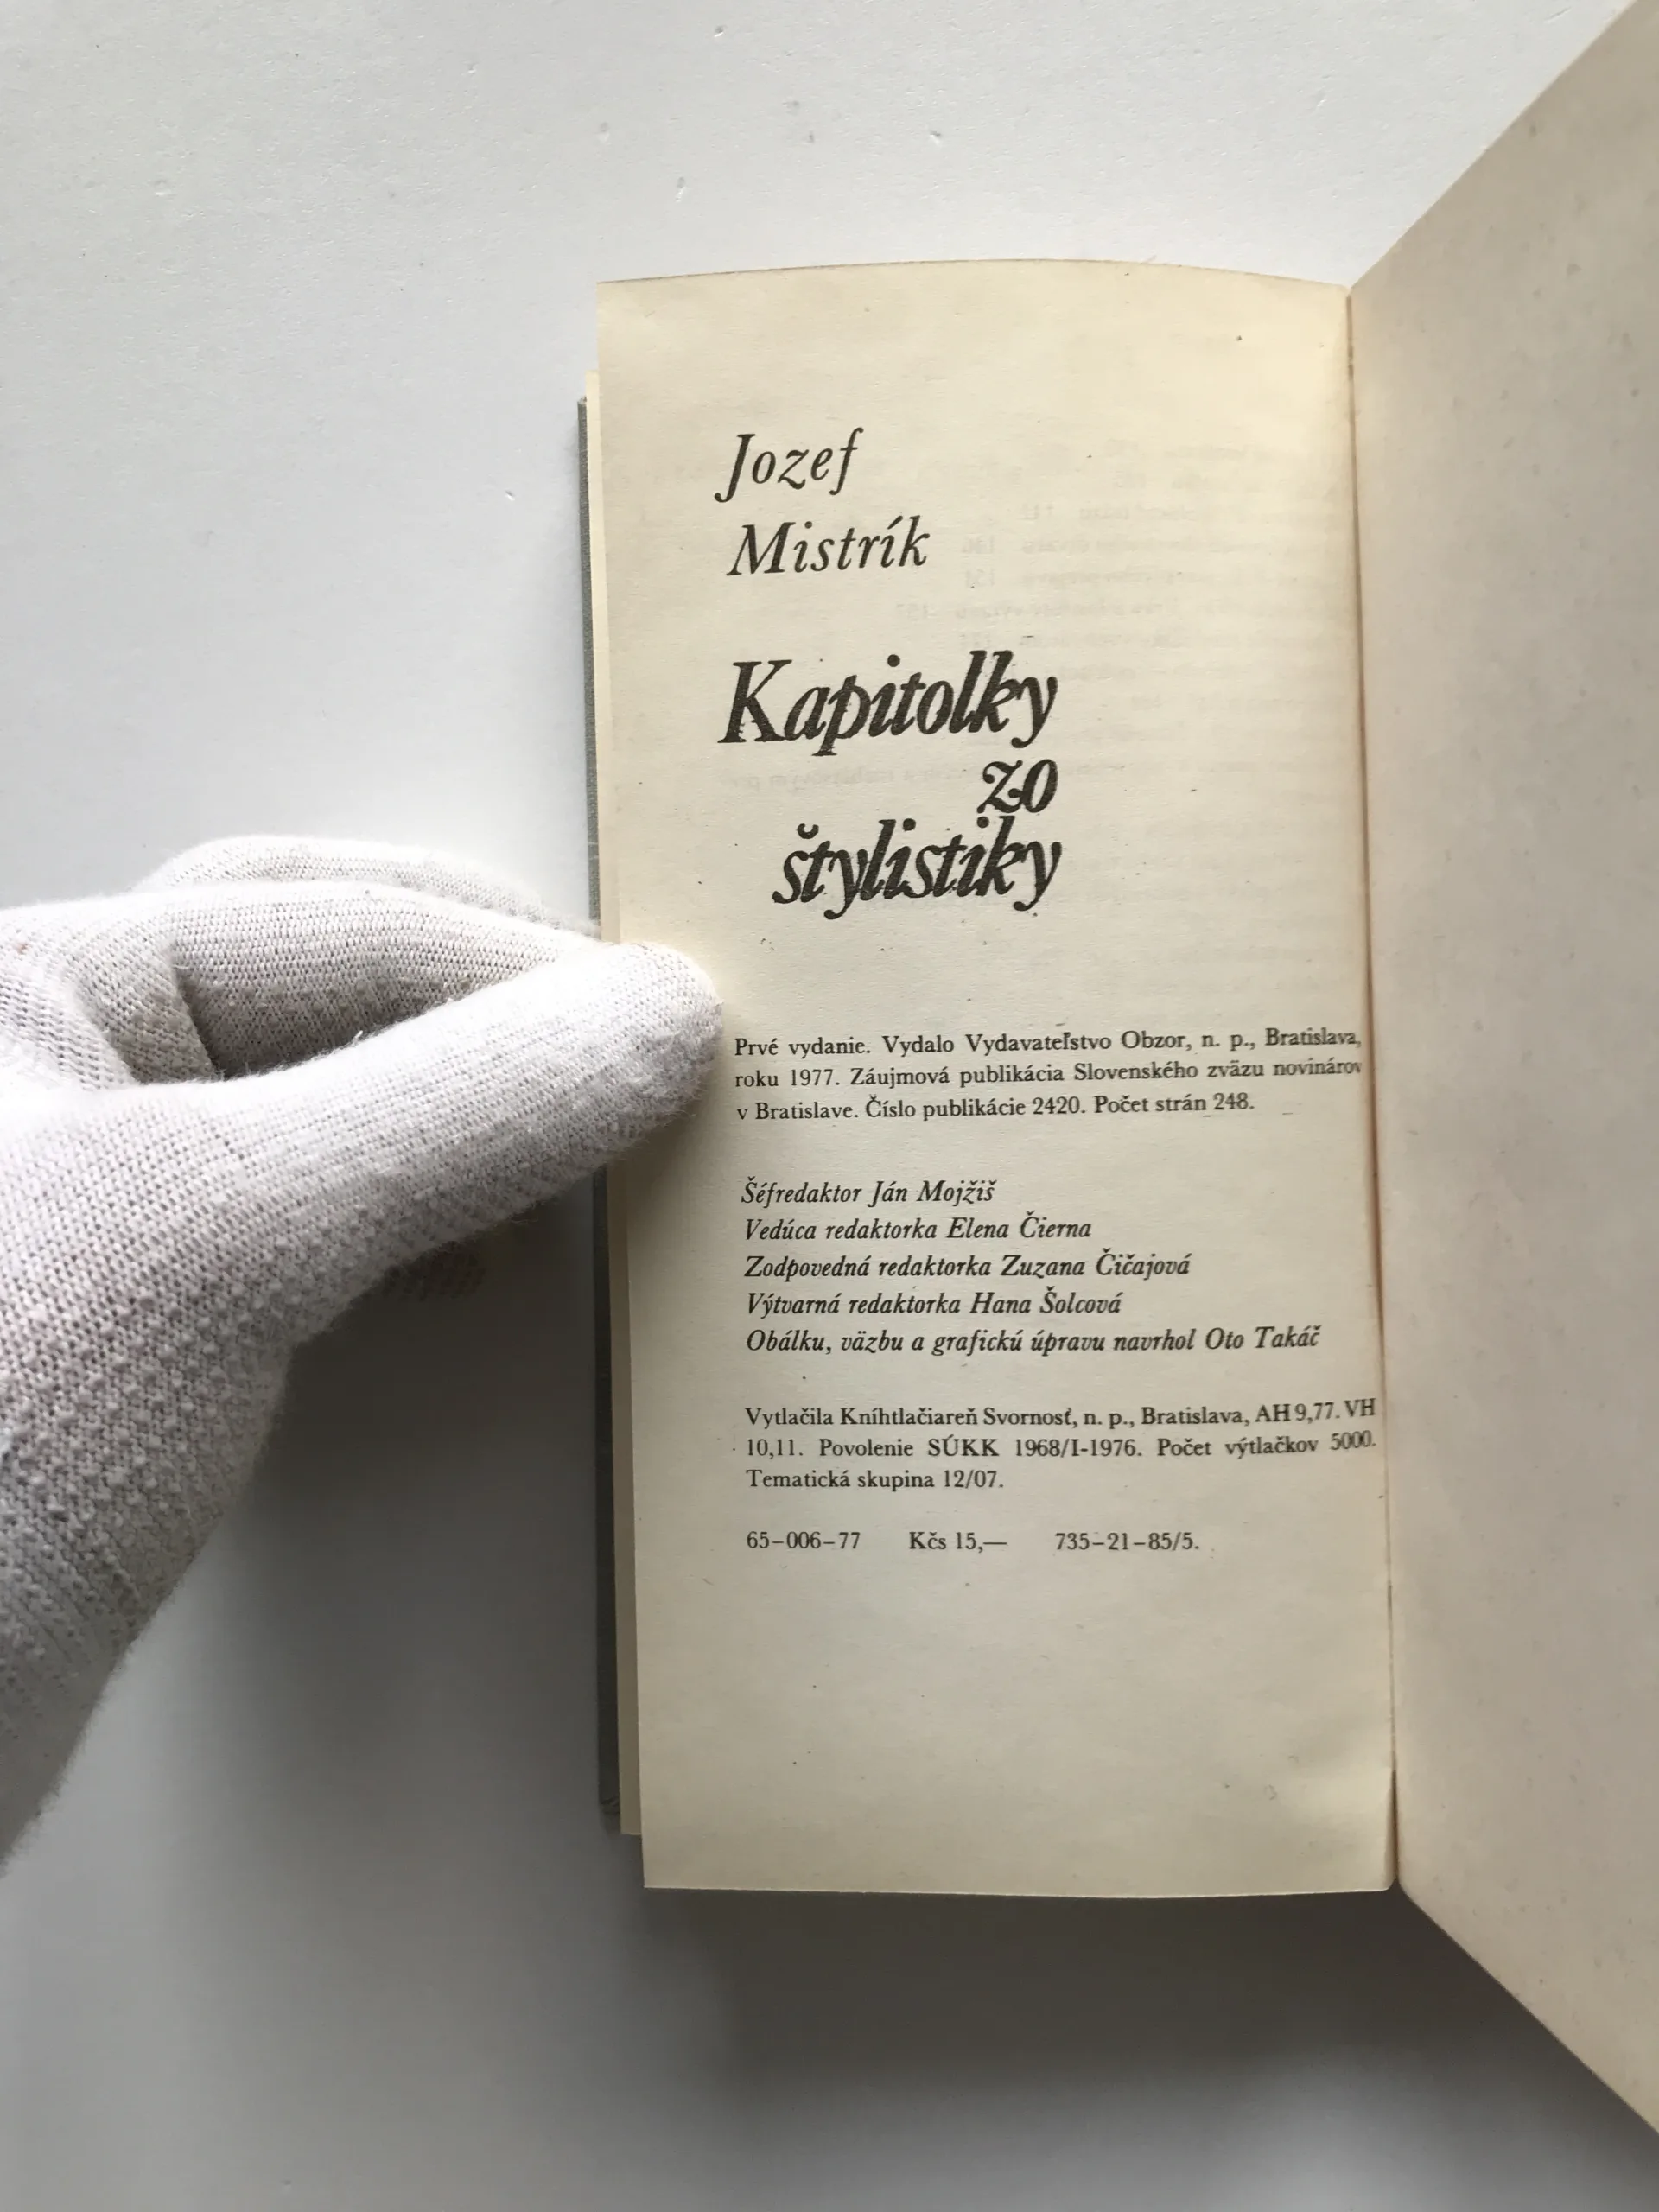 Jozef
Mistrík
Kapitolky
zo
štylistiky
Prvé vydanie. Vydalo Vydavateľstvo Obzor, n. p., Bratislava,
roku 1977. Záujmová publikácia Slovenského zväzu novinárov
v Bratislave. Číslo publikácie 2420. Počet strán 248.
Šéfredaktor Ján Mojžiš
Vedúca redaktorka Elena Čierna
Zodpovedná redaktorka Zuzana Čičajová
Výtvarná redaktorka Hana Šolcová
Obálku, väzbu a grafickú úpravu navrhol Oto Takáč
Vytlačila Kníhtlačiareň Svornosť, n. p., Bratislava, AH 9,77. VH
10,11. Povolenie SÚKK 1968/I-1976. Počet výtlačkov 5000.
Tematická skupina 12/07.
65–006–77 Kčs 15,— 735–21–85/5.